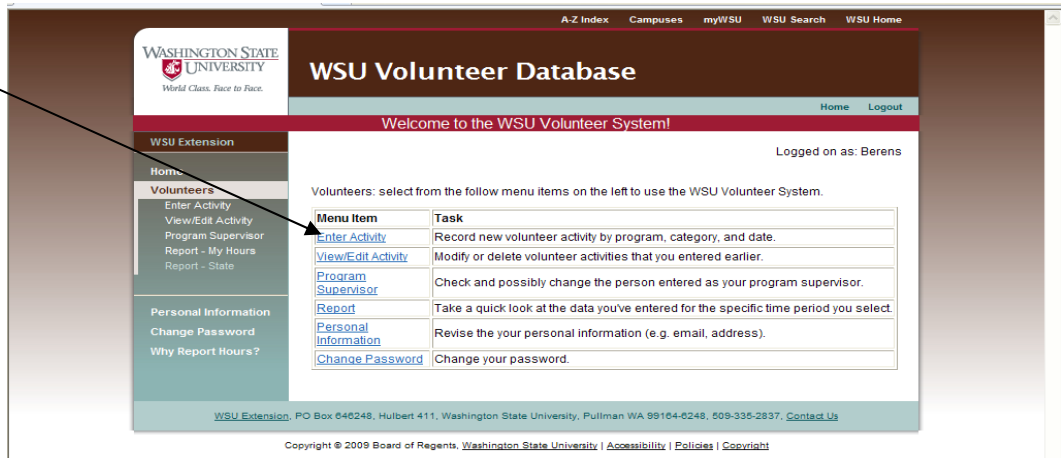 A-Z Index Campuses myWSU WSU Search WSU Home
WASHINGTON STATE
UNIVERSITY
World Class. Face to Face.
WSU Volunteer Database
Home Logout
Welcome to the WSU Volunteer System!
WSU Extension
Home
Volunteers
Enter Activity
View/Edit Activity
Program Supervisor
Report - My Hours
Report - State
Personal Information
Change Password
Why Report Hours?
Logged on as: Berens
Volunteers: select from the follow menu items on the left to use the WSU Volunteer System.
Menu Item Task
Enter Activity Record new volunteer activity by program, category, and date.
View/Edit Activity Modify or delete volunteer activities that you entered earlier.
Program
Supervisor Check and possibly change the person entered as your program supervisor.
Report Take a quick look at the data you've entered for the specific time period you select.
Personal
Information Revise the your personal information (e.g. email, address).
Change Password Change your password.
WSU Extension, PO Box 646248, Hulbert 411, Washington State University, Pullman WA 99164-6248, 509-335-2837, Contact Us
Copyright © 2009 Board of Regents, Washington State University | Accessibility | Policies | Copyright